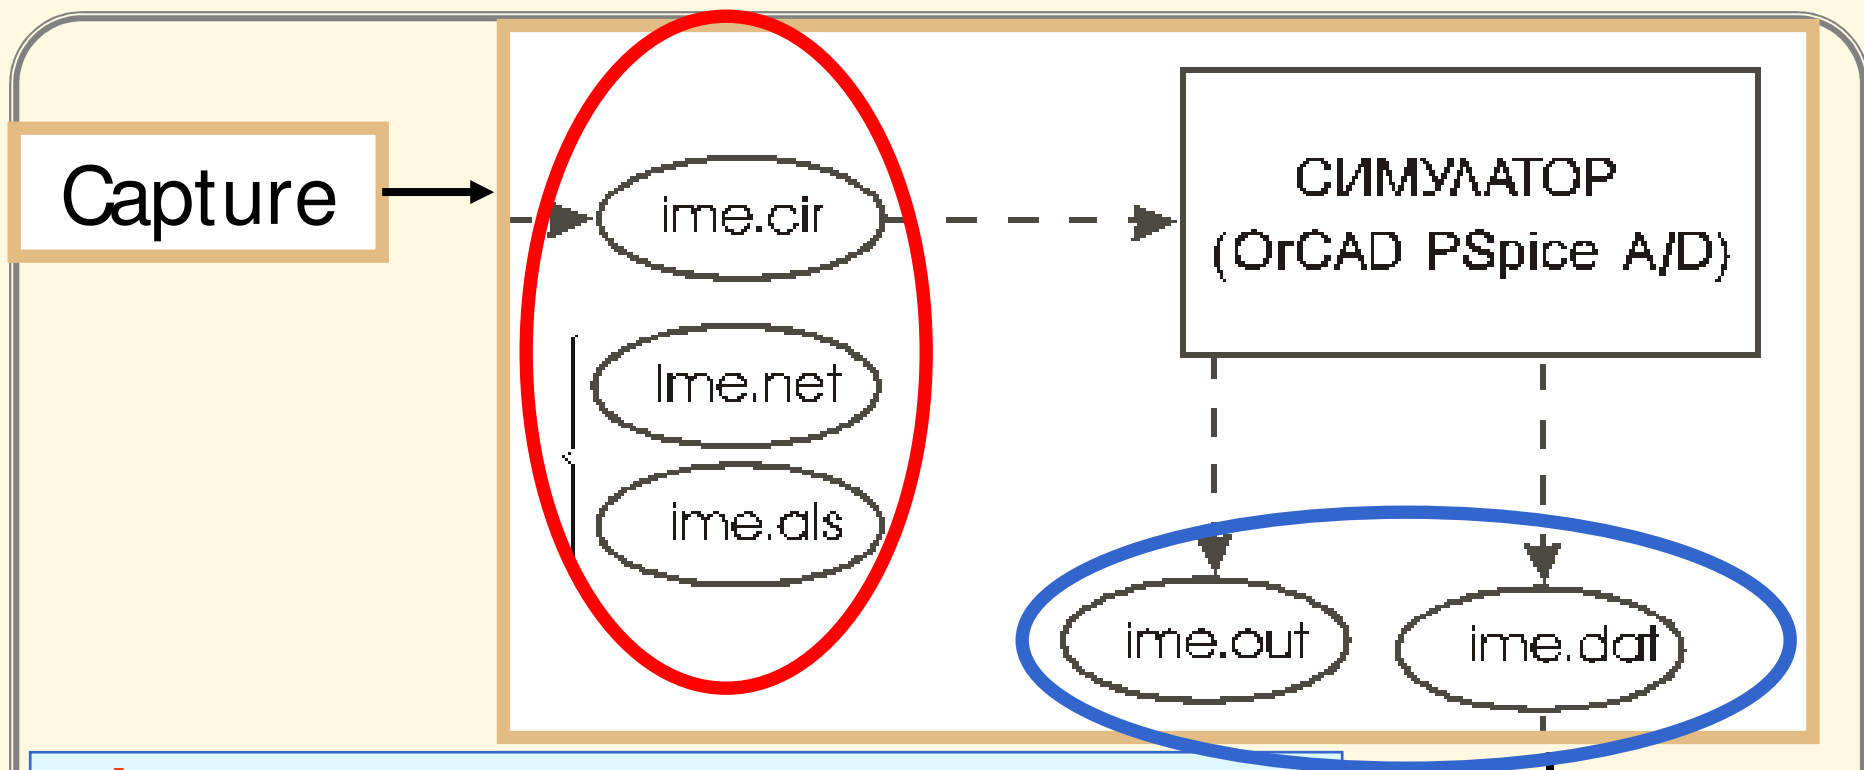 Capture
ime.cir
СИМУЛАТОР
(OrCAD PSpice A/D)
Ime.net
ime.als
ime.out
ime.dat